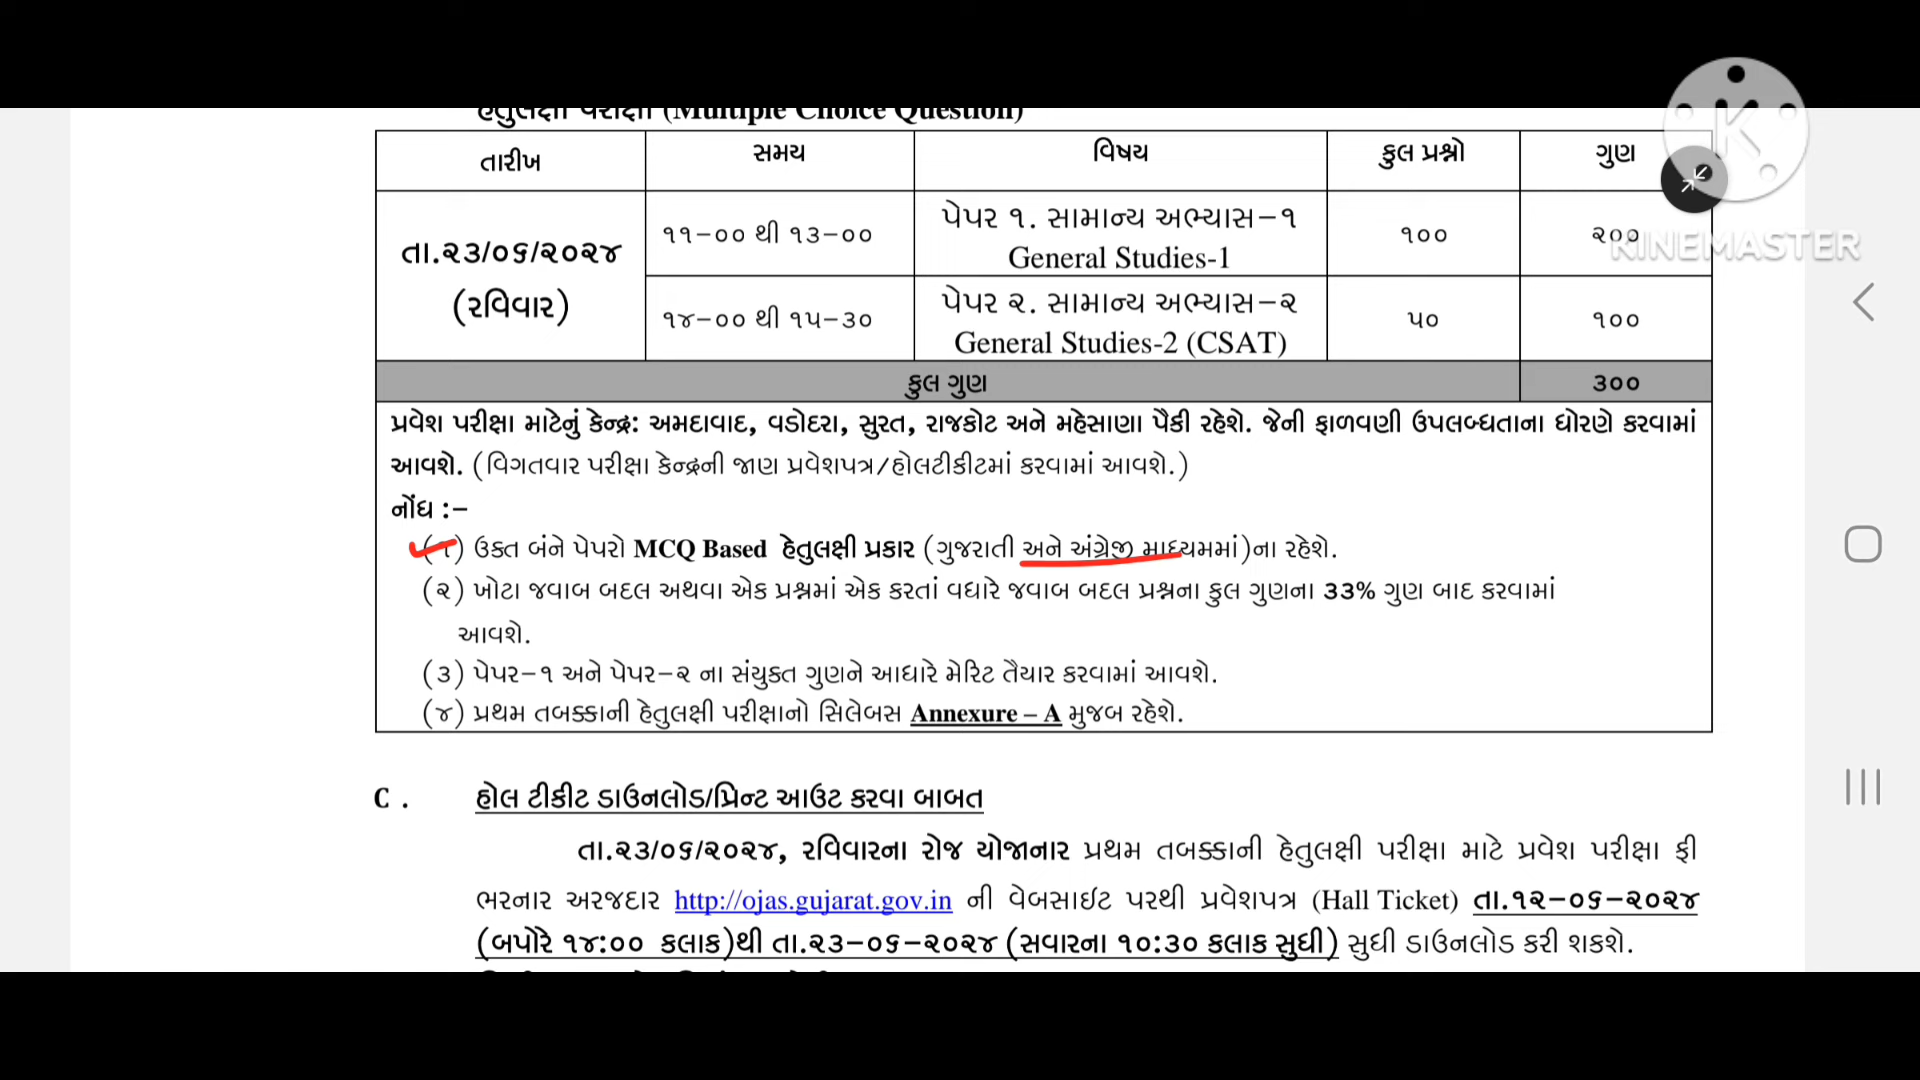 હેતુલક્ષી પરીક્ષા (Multiple Choice Question)
તારીખ સમય વિષય કુલ પ્રશ્નો ગુણ
તા.૨૩/૦૬/૨૦૨૪
(રવિવાર)
૧૧–૦૦ થી ૧૩–૦૦
પેપર ૧. સામાન્ય અભ્યાસ–૧
General Studies-1
૧૦૦
૨૦૦
૧૪–૦૦ થી ૧૫–૩૦
પેપર ૨. સામાન્ય અભ્યાસ–૨
General Studies-2 (CSAT)
૫૦
૧૦૦
કુલ ગુણ ૩૦૦
પ્રવેશ પરીક્ષા માટેનું કેન્દ્ર: અમદાવાદ, વડોદરા, સુરત, રાજકોટ અને મહેસાણા પૈકી રહેશે. જેની ફાળવણી ઉપલબ્ધતાના ધોરણે કરવામાં
આવશે. (વિગતવાર પરીક્ષા કેન્દ્રની જાણ પ્રવેશપત્ર/હોલટીકીટમાં કરવામાં આવશે.)
નોંધ :–
(૧) ઉક્ત બંને પેપરો MCQ Based હેતુલક્ષી પ્રકાર (ગુજરાતી અને અંગ્રેજી માધ્યમમાં)ના રહેશે.
(૨) ખોટા જવાબ બદલ અથવા એક પ્રશ્નમાં એક કરતાં વધારે જવાબ બદલ પ્રશ્નના કુલ ગુણના 33% ગુણ બાદ કરવામાં
આવશે.
(૩) પેપર–૧ અને પેપર–૨ ના સંયુક્ત ગુણને આધારે મેરિટ તૈયાર કરવામાં આવશે.
(૪) પ્રથમ તબક્કાની હેતુલક્ષી પરીક્ષાનો સિલેબસ Annexure – A મુજબ રહેશે.
C . હોલ ટીકીટ ડાઉનલોડ/પ્રિન્ટ આઉટ કરવા બાબત
તા.૨૩/૦૬/૨૦૨૪, રવિવારના રોજ યોજાનાર પ્રથમ તબક્કાની હેતુલક્ષી પરીક્ષા માટે પ્રવેશ પરીક્ષા ફી
ભરનાર અરજદાર http://ojas.gujarat.gov.in ની વેબસાઈટ પરથી પ્રવેશપત્ર (Hall Ticket) તા.૧૨–૦૬–૨૦૨૪
(બપોરે ૧૪:૦૦ કલાક)થી તા.૨૩–૦૬–૨૦૨૪ (સવારના ૧૦:૩૦ કલાક સુધી) સુધી ડાઉનલોડ કરી શકશે.
K
KINEMASTER